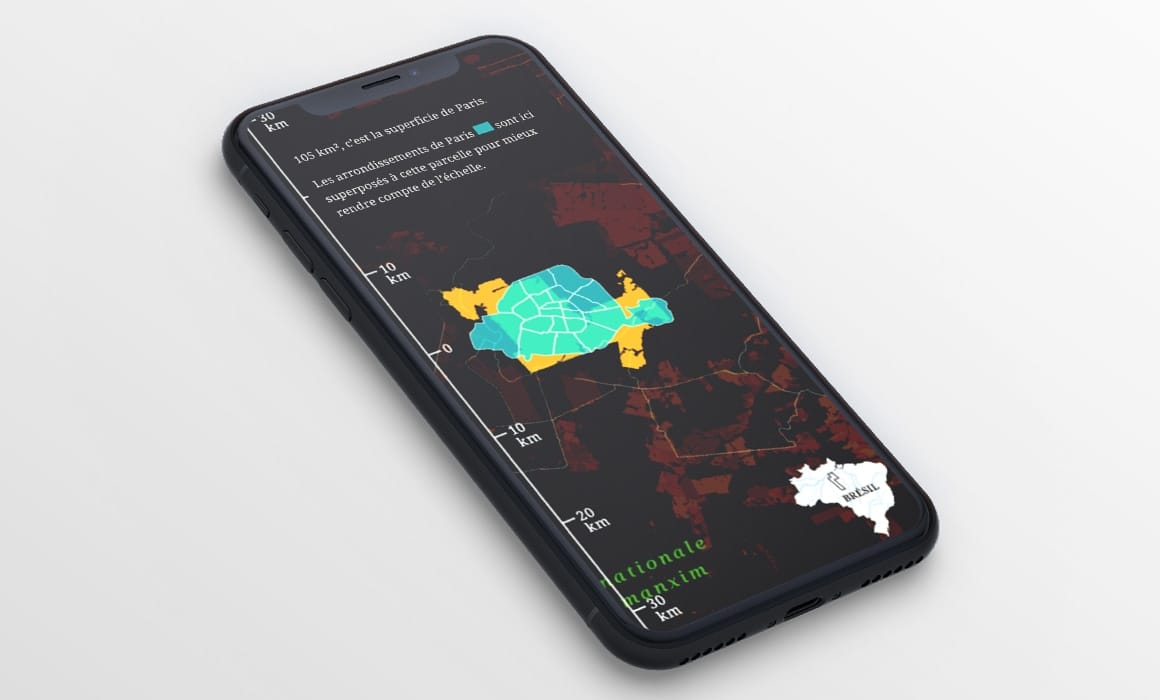 30
km
105 km², c'est la superficie de Paris.
Les arrondissements de Paris sont ici
superposés à cette parcelle pour mieux
rendre compte de l'échelle.
10
km
0
10
km
20
km
BRÉSIL
nationale
manxim
30
km